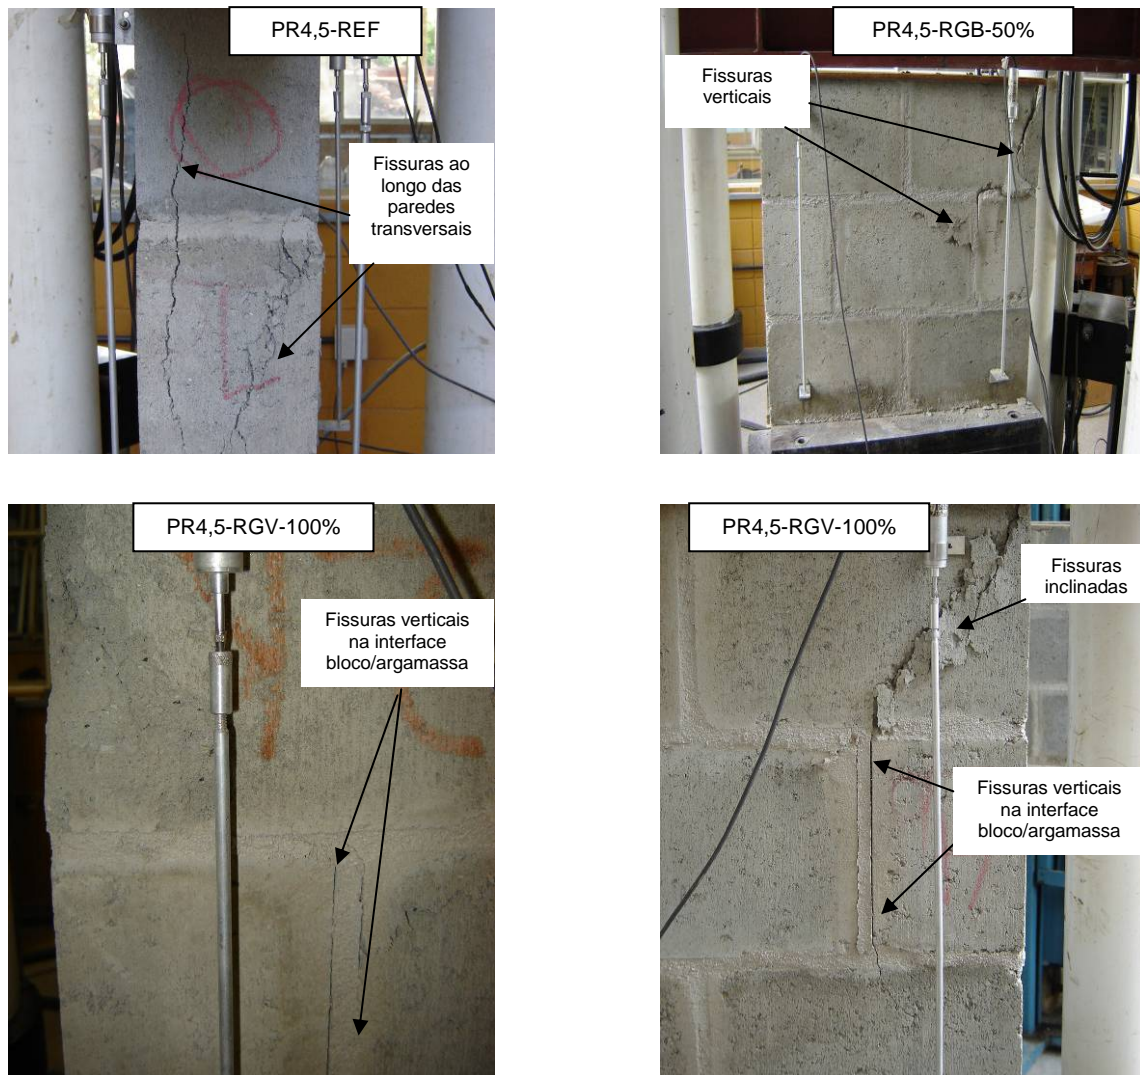 PR4,5-REF
Fissuras ao
longo das
paredes
transversais
PR4,5-RGB-50%
Fissuras
verticais
PR4,5-RGV-100%
Fissuras verticais
na interface
bloco/argamassa
PR4,5-RGV-100%
Fissuras
inclinadas
Fissuras verticais
na interface
bloco/argamassa